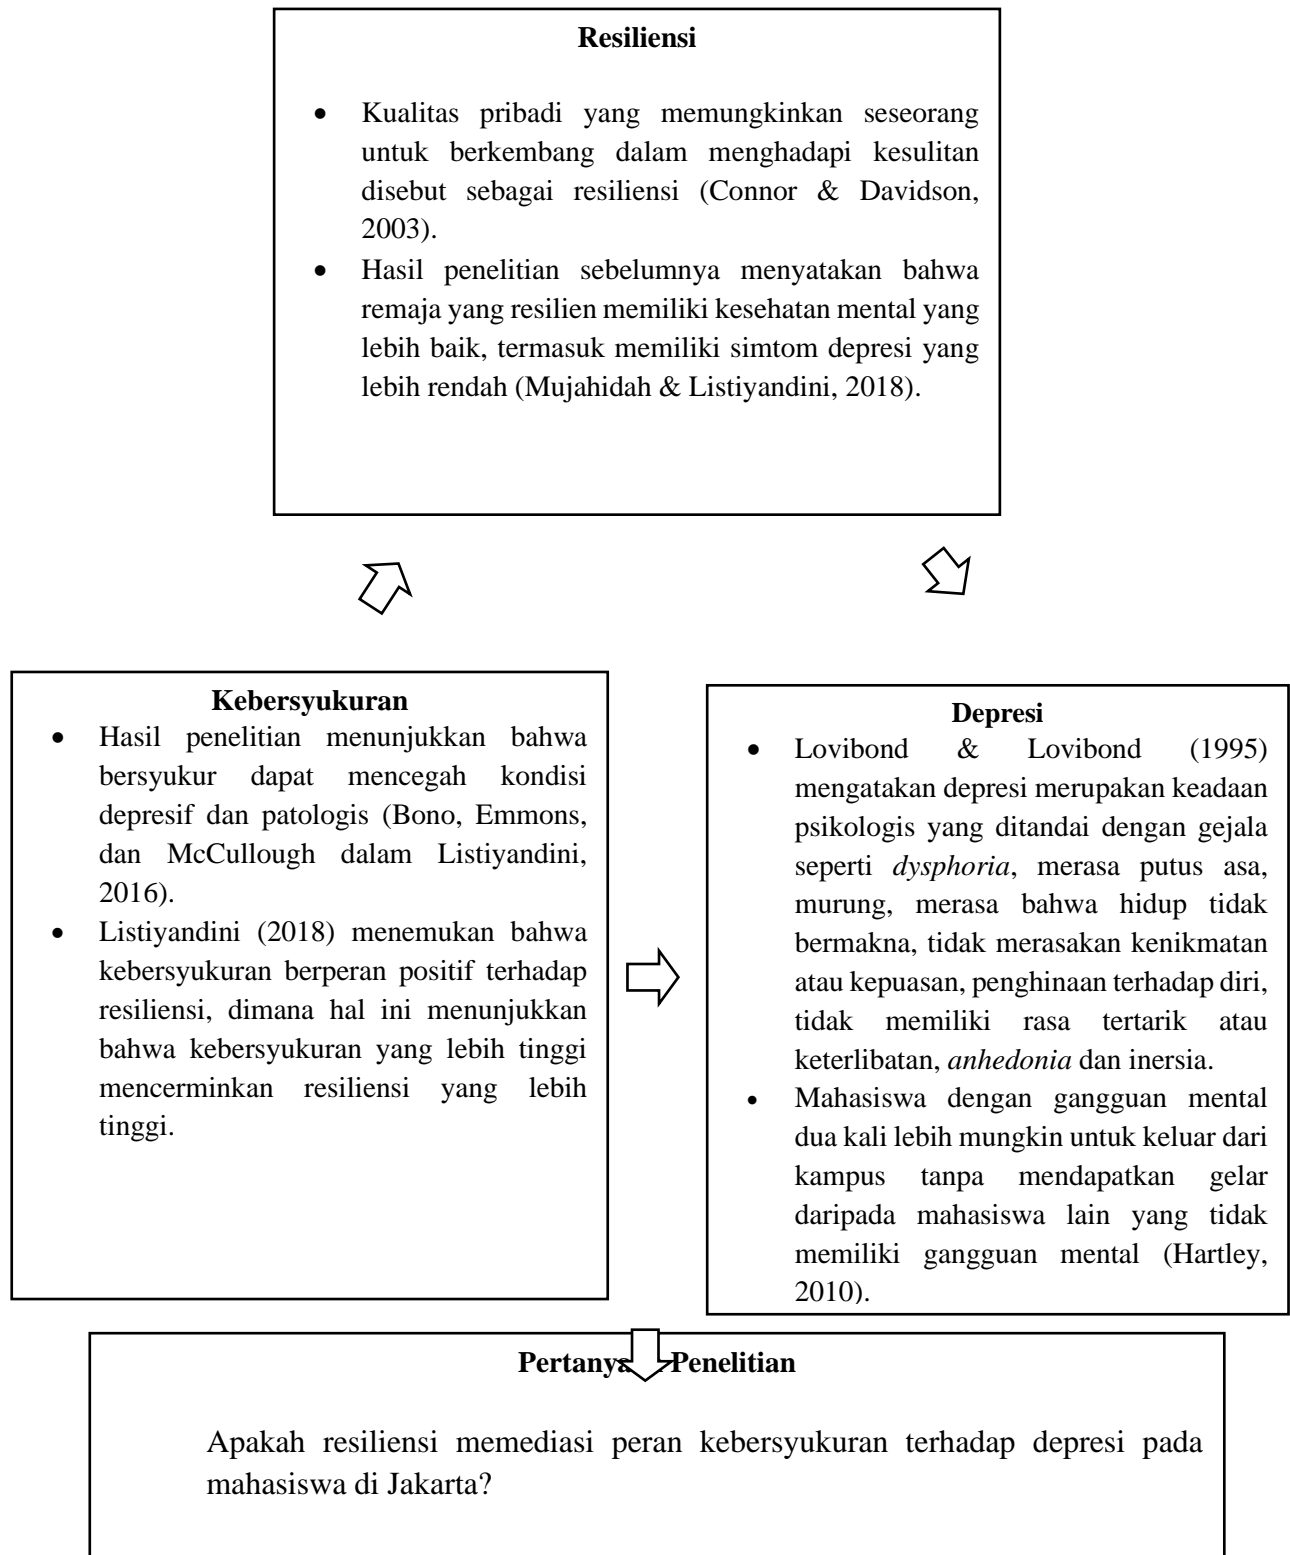 Resiliensi
• Kualitas pribadi yang memungkinkan seseorang
untuk berkembang dalam menghadapi kesulitan
disebut sebagai resiliensi (Connor & Davidson,
2003).
• Hasil penelitian sebelumnya menyatakan bahwa
remaja yang resilien memiliki kesehatan mental yang
lebih baik, termasuk memiliki simtom depresi yang
lebih rendah (Mujahidah & Listiyandini, 2018).
Kebersyukuran
• Hasil penelitian menunjukkan bahwa
bersyukur dapat mencegah kondisi
depresif dan patologis (Bono, Emmons,
dan McCullough dalam Listiyandini,
2016).
• Listiyandini (2018) menemukan bahwa
kebersyukuran berperan positif terhadap
resiliensi, dimana hal ini menunjukkan
bahwa kebersyukuran yang lebih tinggi
mencerminkan resiliensi yang lebih
tinggi.
Depresi
• Lovibond & Lovibond (1995)
mengatakan depresi merupakan keadaan
psikologis yang ditandai dengan gejala
seperti dysphoria, merasa putus asa,
murung, merasa bahwa hidup tidak
bermakna, tidak merasakan kenikmatan
atau kepuasan, penghinaan terhadap diri,
tidak memiliki rasa tertarik atau
keterlibatan, anhedonia dan inersia.
• Mahasiswa dengan gangguan mental
dua kali lebih mungkin untuk keluar dari
kampus tanpa mendapatkan gelar
daripada mahasiswa lain yang tidak
memiliki gangguan mental (Hartley,
2010).
Penelitian
Apakah resiliensi memediasi peran kebersyukuran terhadap depresi pada
mahasiswa di Jakarta?